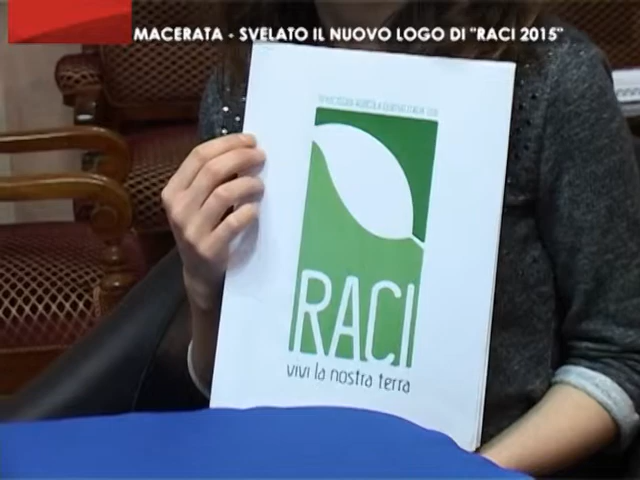 MACERATA - SVELATO IL NUOVO LOGO DI "RACI 2015"
RACI
vivi la nostra terra